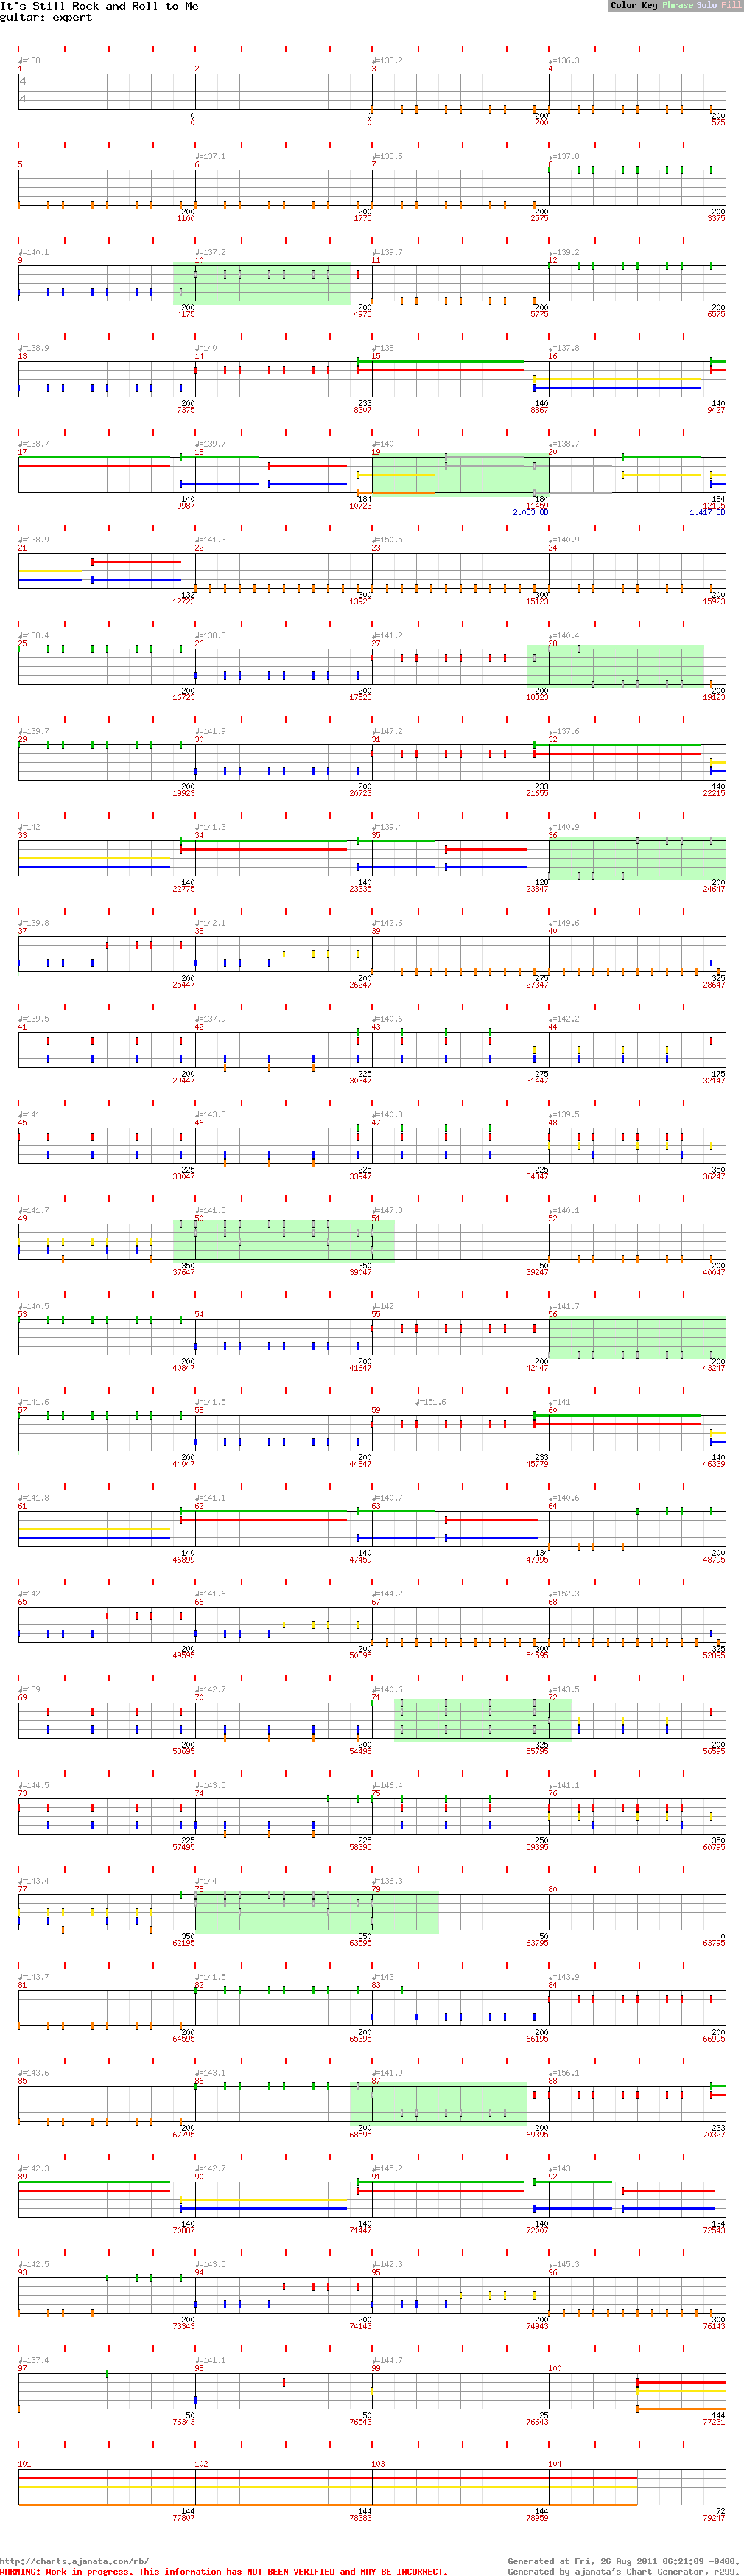 It's Still Rock and Roll to Me
Color Key Phrase Solo Fill
guitar: expert
♩=138 ♩=138.2 ♩=136.3
1 2 3 4
4
4
0 0 200 200
0 0 200 575
♩=137.1 ♩=138.5 ♩=137.8
5 6 7 8
200 200 200 200
1100 1775 2575 3375
♩=140.1 ♩=137.2 ♩=139.7 ♩=139.2
9 10 11 12
200 200 200 200
4175 4975 5775 6575
♩=138.9 ♩=140 ♩=138 ♩=137.8
13 14 15 16
200 233 140 140
7375 8307 8867 9427
♩=138.7 ♩=139.7 ♩=140 ♩=138.7
17 18 19 20
140 184 184 184
9987 10723 11459 12195
2.083 OD 1.417 OD
♩=138.9 ♩=141.3 ♩=150.5 ♩=140.9
21 22 23 24
132 300 300 200
12723 13923 15123 15923
♩=138.4 ♩=138.8 ♩=141.2 ♩=140.4
25 26 27 28
200 200 200 200
16723 17523 18323 19123
♩=139.7 ♩=141.9 ♩=147.2 ♩=137.6
29 30 31 32
200 200 233 140
19923 20723 21655 22215
♩=142 ♩=141.3 ♩=139.4 ♩=140.9
33 34 35 36
140 140 128 200
22775 23335 23847 24647
♩=139.8 ♩=142.1 ♩=142.6 ♩=149.6
37 38 39 40
200 200 275 325
25447 26247 27347 28647
♩=139.5 ♩=137.9 ♩=140.6 ♩=142.2
41 42 43 44
200 225 275 175
29447 30347 31447 32147
♩=141 ♩=143.3 ♩=140.8 ♩=139.5
45 46 47 48
225 225 225 350
33047 33947 34847 36247
♩=141.7 ♩=141.3 ♩=147.8 ♩=140.1
49 50 51 52
350 350 50 200
37647 39047 39247 40047
♩=140.5 ♩=142 ♩=141.7
53 54 55 56
200 200 200 200
40847 41647 42447 43247
♩=141.6 ♩=141.5 ♩=151.6 ♩=141
57 58 59 60
200 200 233 140
44047 44847 45779 46339
♩=141.8 ♩=141.1 ♩=140.7 ♩=140.6
61 62 63 64
140 140 134 200
46899 47459 47995 48795
♩=142 ♩=141.6 ♩=144.2 ♩=152.3
65 66 67 68
200 200 300 325
49595 50395 51595 52895
♩=139 ♩=142.7 ♩=140.6 ♩=143.5
69 70 71 72
200 200 325 200
53695 54495 55795 56595
♩=144.5 ♩=143.5 ♩=146.4 ♩=141.1
73 74 75 76
225 225 250 350
57495 58395 59395 60795
♩=143.4 ♩=144 ♩=136.3
77 78 79 80
350 350 50 0
62195 63595 63795 63795
♩=143.7 ♩=141.5 ♩=143 ♩=143.9
81 82 83 84
200 200 200 200
64595 65395 66195 66995
♩=143.6 ♩=143.1 ♩=141.9 ♩=156.1
85 86 87 88
200 200 200 233
67795 68595 69395 70327
♩=142.3 ♩=142.7 ♩=145.2 ♩=143
89 90 91 92
140 140 140 134
70887 71447 72007 72543
♩=142.5 ♩=143.5 ♩=142.3 ♩=145.3
93 94 95 96
200 200 200 300
73343 74143 74943 76143
♩=137.4 ♩=141.1 ♩=144.7
97 98 99 100
50 50 25 144
76343 76543 76643 77231
101 102 103 104
144 144 144 72
77807 78383 78959 79247
http://charts.ajanata.com/rb/
Generated at Fri, 26 Aug 2011 06:21:09 -0400.
WARNING: Work in progress. This information has NOT BEEN VERIFIED and MAY BE INCORRECT.
Generated by ajanata's Chart Generator, r299.